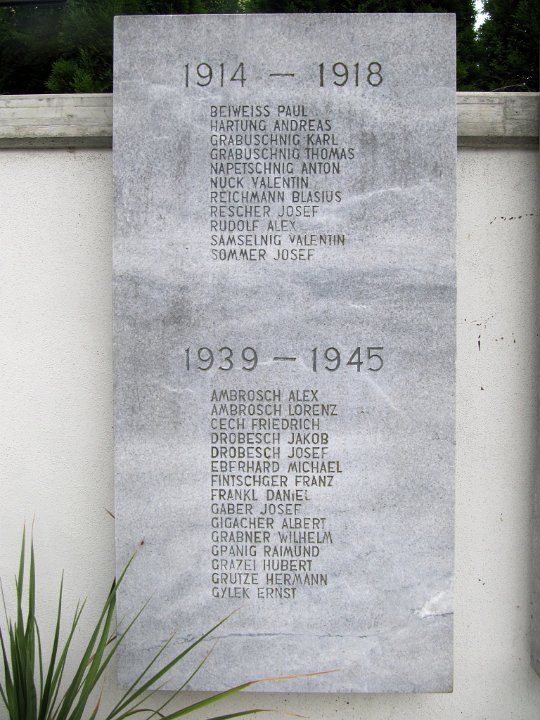 1914 – 1918
BEIWEISS PAUL
HARTUNG ANDREAS
GRABUSCHNIG KARL
GRABUSCHNIG THOMAS
NAPETSCHNIG ANTON
NUCK VALENTIN
REICHMANN BLASIUS
RESCHER JOSEF
RUDOLF ALEX
SAMSELNIG VALENTIN
SOMMER JOSEF
1939 – 1945
AMBROSCH ALEX
AMBROSCH LORENZ
CECH FRIEDRICH
DROBESCH JAKOB
DROBESCH JOSEF
EBERHARD MICHAEL
FINTSCHGER FRANZ
FRANKL DANIEL
GABER JOSEF
GIGACHER ALBERT
GRABNER WILHELM
GPANIG RAIMUND
GRAZEI HUBERT
GRUTZE HERMANN
GYLEK ERNST